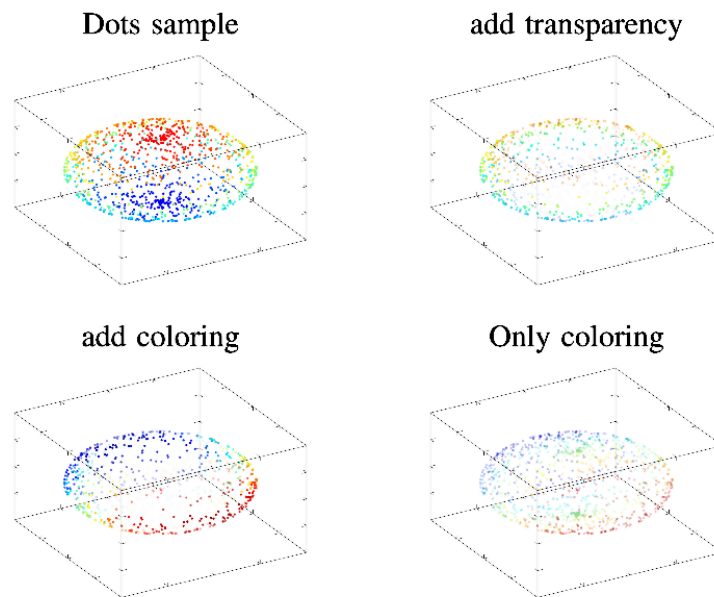 Dots sample
add transparency
add coloring
Only coloring